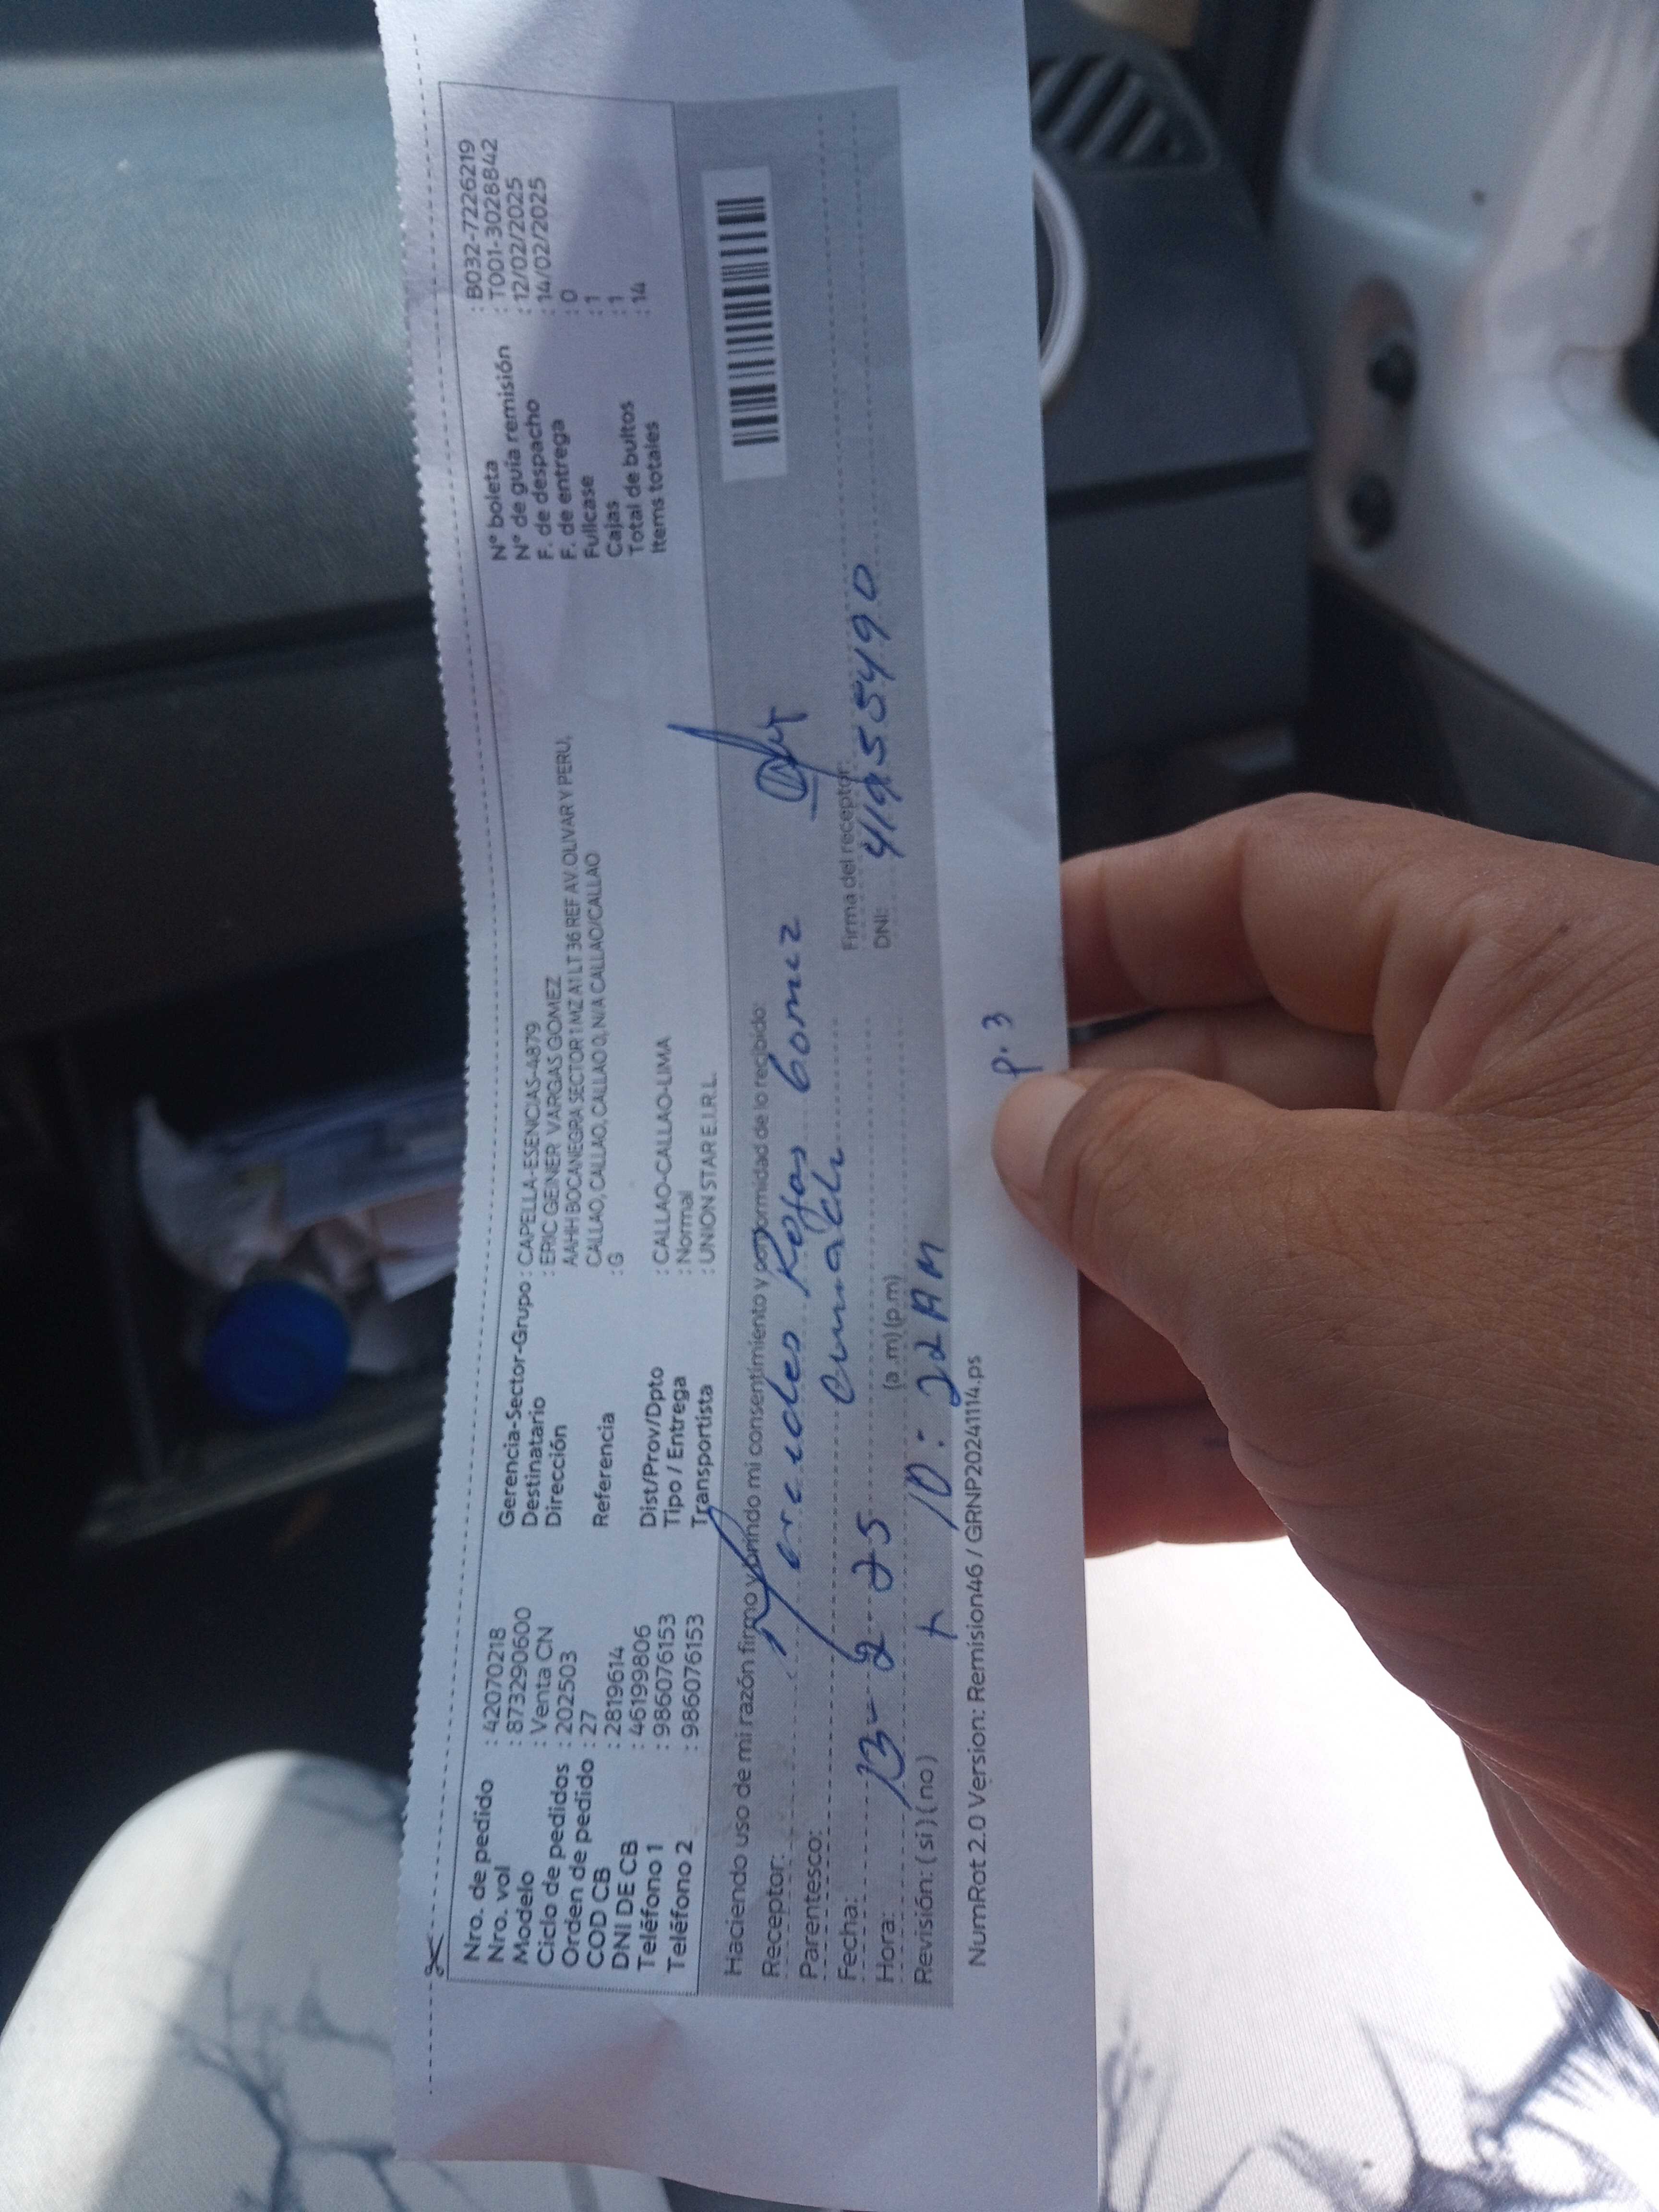 Nro. de pedido : 42070218
Nro. vol : 873290600
Modelo : Venta CN
Ciclo de pedidos : 202503
Orden de pedido : 27
COD CB : 2819614
DNI DE CB : 46199806
Teléfono 1 : 986076153
Teléfono 2 : 986076153
Gerencia-Sector-Grupo : CAPELLA-ESENCIAS-4879
Destinatario : ERIC GEINER VARGAS GOMEZ
Dirección AAHH BOCANEGRA SECTOR 1 MZ A1 LT 36 REF AV.OLIVAR Y PERU,
CALLAO, CALLAO, CALLAO 0, N/A CALLAO/CALLAO
Referencia : G
Dist/Prov/Dpto : CALLAO-CALLAO-LIMA
Tipo / Entrega : Normal
Transportista : UNION STAR E.I.R.L.
N° boleta : B032-7226219
N° de guía remisión : T001-3028842
F. de despacho : 12/02/2025
F. de entrega : 14/02/2025
Fullcase : 0
Cajas : 1
Total de bultos : 1
Items totales : 14
Haciendo uso de mi razón firmo y brindo mi consentimiento y conformidad de lo recibido:
Receptor: Rojas Gomez
Parentesco:
Fecha: 13-2-25
Firma del receptor:
Hora: (a.m) (p.m) 10:22 AM
DNI: 41955490
Revisión: ( si ) ( no )
NumRot 2.0 Version: Remision46 / GRNP20241114.ps
P.3